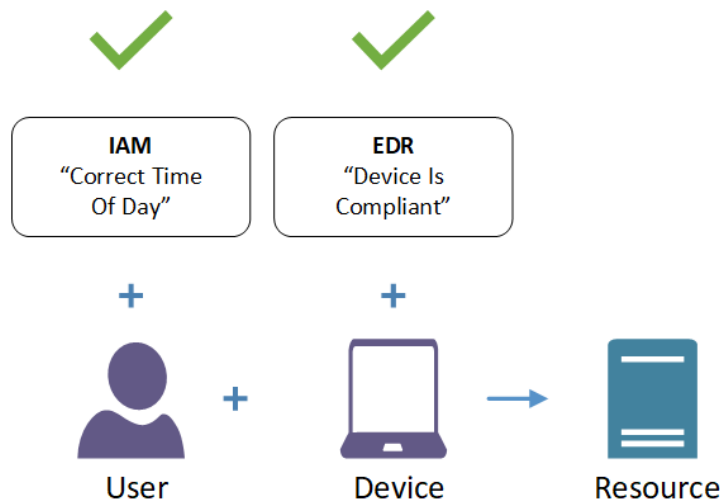 IAM
“Correct Time
Of Day”
EDR
“Device Is
Compliant”
+
+
+
User
Device
Resource